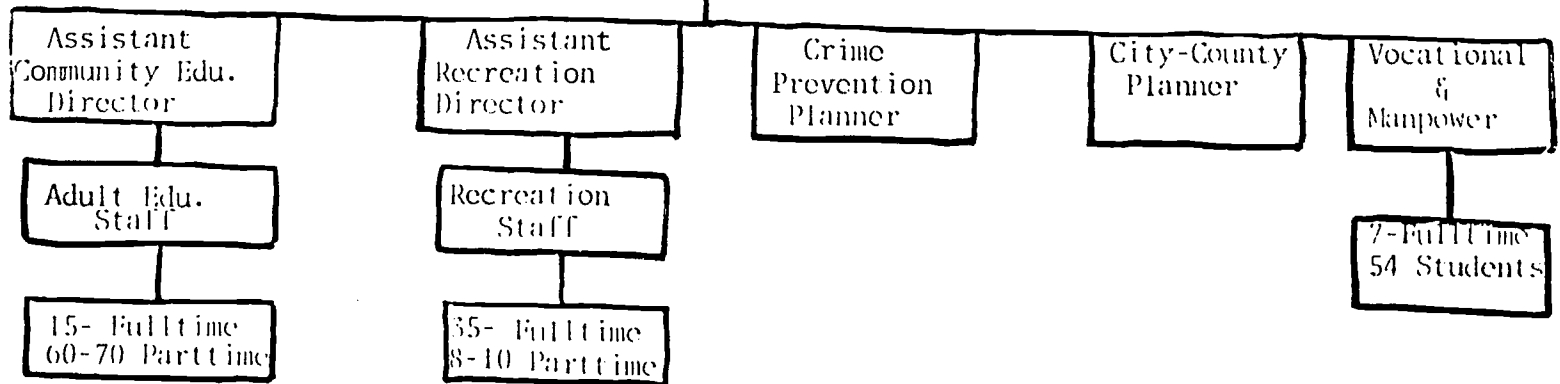 Assistant
Community Edu.
Director
Assistant
Recreation
Director
Crime
Prevention
Planner
City-County
Planner
Vocational
&
Manpower
Adult Edu.
Staff
Recreation
Staff
7-Fulltime
54 Students
15- Fulltime
60-70 Parttime
35- Fulltime
8-10 Parttime